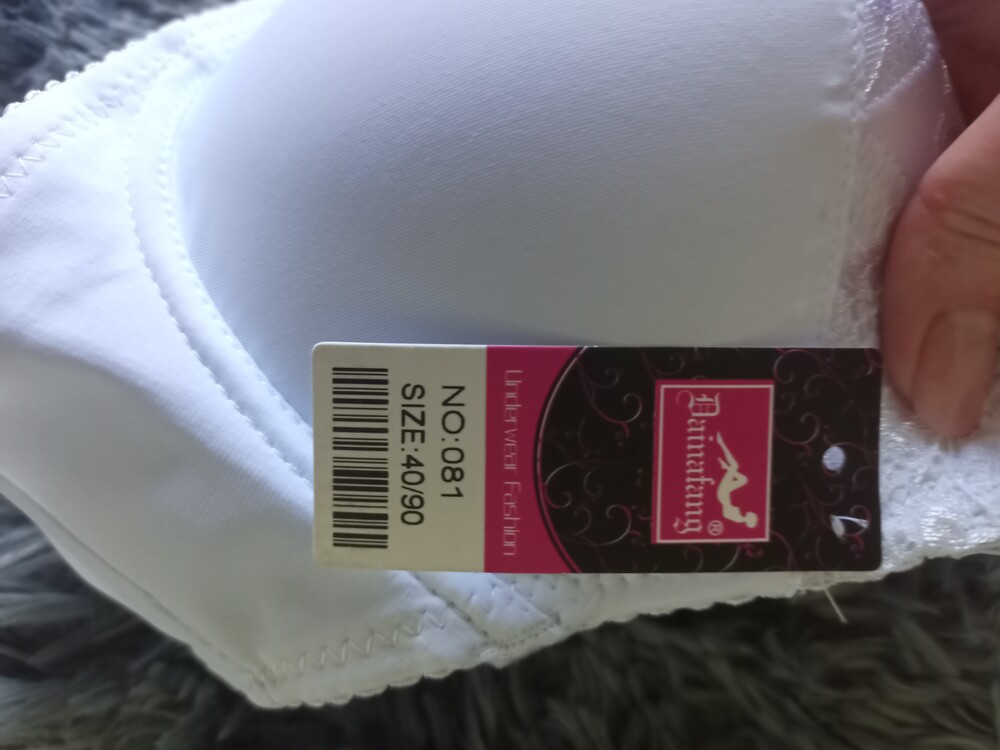 Dainafang®
Underwear Fashion
NO:081
SIZE:40/90